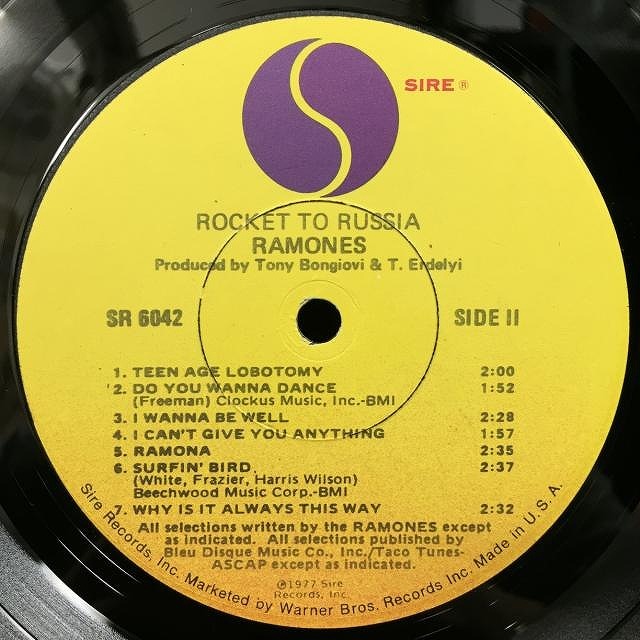 SIRE ®
ROCKET TO RUSSIA
RAMONES
Produced by Tony Bongiovi & T. Erdelyi
SR 6042
SIDE II
1. TEEN AGE LOBOTOMY 2:00
2. DO YOU WANNA DANCE 1:52
(Freeman) Clockus Music, Inc.-BMI
3. I WANNA BE WELL 2:28
4. I CAN'T GIVE YOU ANYTHING 1:57
5. RAMONA 2:35
6. SURFIN' BIRD 2:37
(White, Frazier, Harris Wilson)
Beechwood Music Corp.-BMI
7. WHY IS IT ALWAYS THIS WAY 2:32
All selections written by the RAMONES except
as indicated. All selections published by
Bleu Disque Music Co., Inc./Taco Tunes-
ASCAP except as indicated.
©1977 Sire
Records, Inc.
Sire Records, Inc. Marketed by Warner Bros. Records Inc. Made in U.S.A.